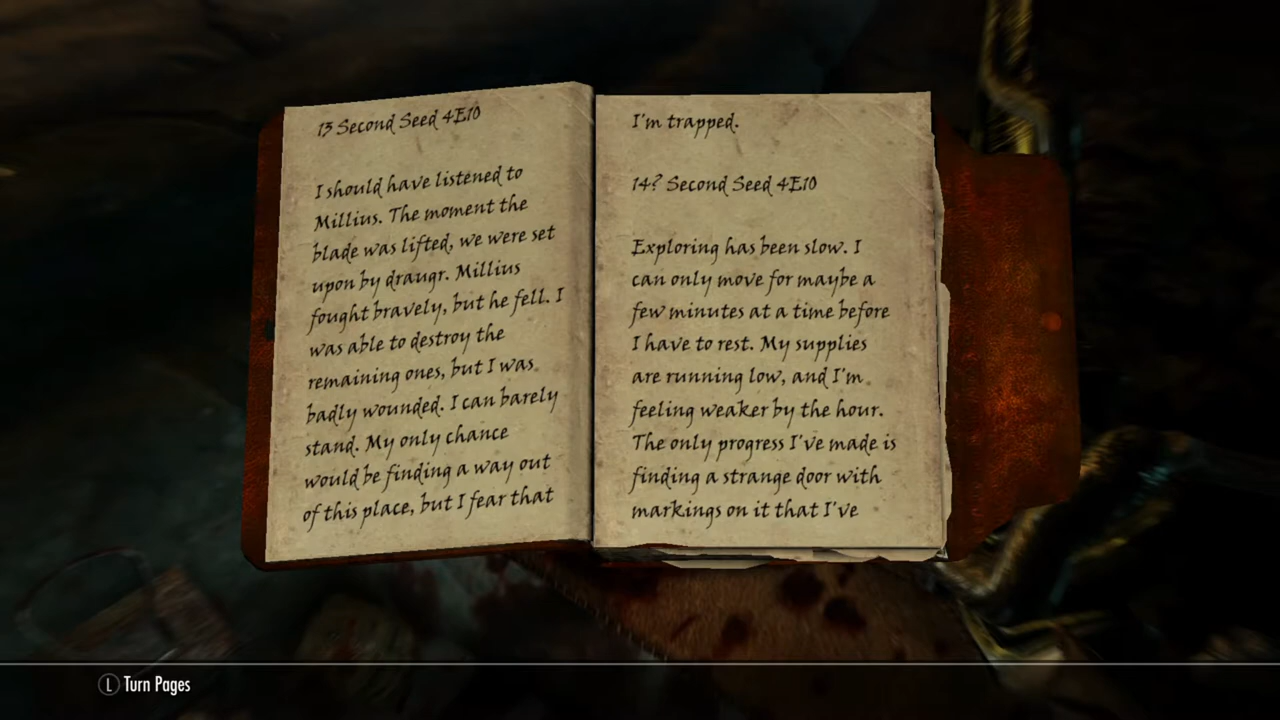 13 Second Seed 4E10
I should have listened to
Millius. The moment the
blade was lifted, we were set
upon by draugr. Millius
fought bravely, but he fell. I
was able to destroy the
remaining ones, but I was
badly wounded. I can barely
stand. My only chance
would be finding a way out
of this place, but I fear that
I'm trapped.
14? Second Seed 4E10
Exploring has been slow. I
can only move for maybe a
few minutes at a time before
I have to rest. My supplies
are running low, and I'm
feeling weaker by the hour.
The only progress I've made is
finding a strange door with
markings on it that I've
L Turn Pages